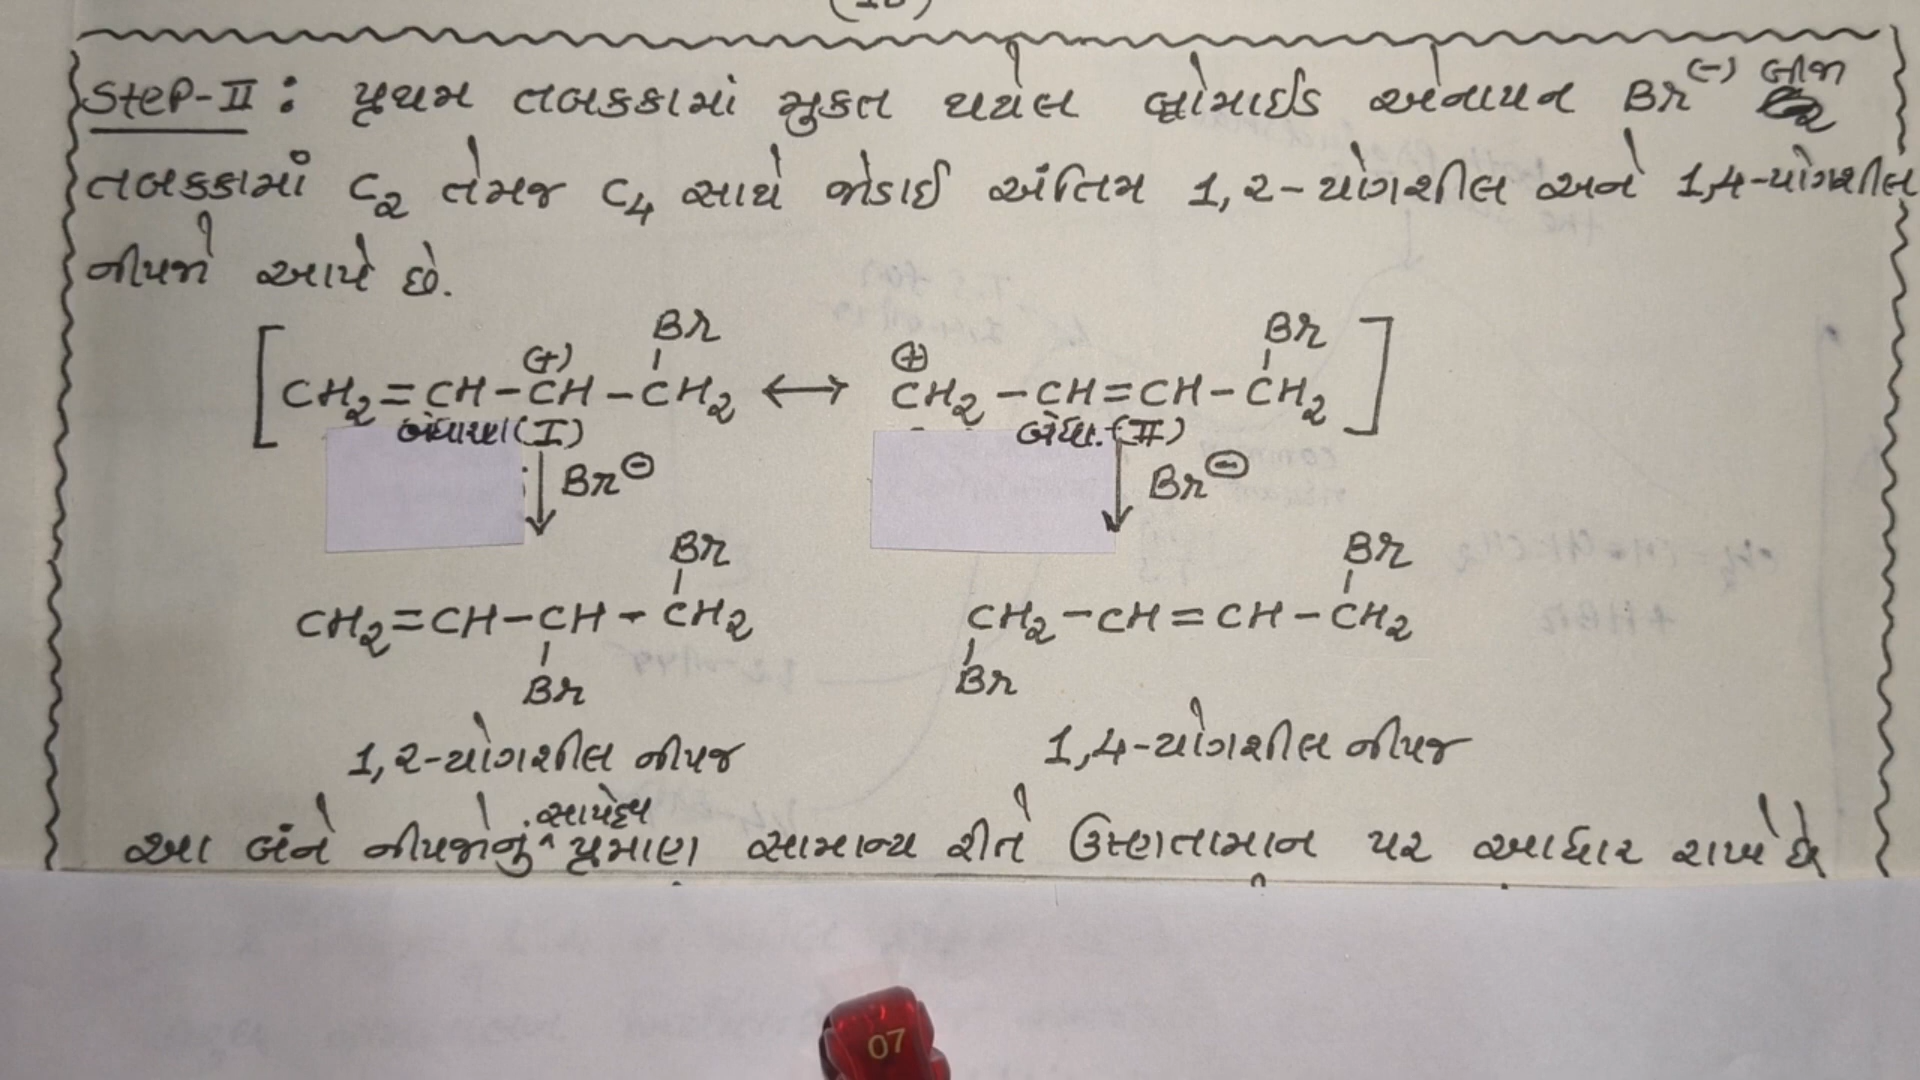 Step-II : પ્રથમ તબક્કામાં મુક્ત થયેલ બ્રોમાઈડ એનાયન Br(-) બીજા
તબક્કામાં C2 તેમજ C4 સાથે જોડાઈ અંતિમ 1,2-યોગશીલ અને 1,4-યોગશીલ
નીપજો આપે છે.
Br Br
[CH2=CH-CH(+)-CH2 ↔ ⊕CH2-CH=CH-CH2]
બંધારણ(I) બંધા.(II)
↓Br⊖ ↓Br⊖
Br Br
CH2=CH-CH-CH2 CH2-CH=CH-CH2
Br Br
1,2-યોગશીલ નીપજ 1,4-યોગશીલ નીપજ
સાપેક્ષ
આ બંને નીપજોનું ^ પ્રમાણ સામાન્ય રીતે ઉષ્ણતામાન પર આધાર રાખે છે
07